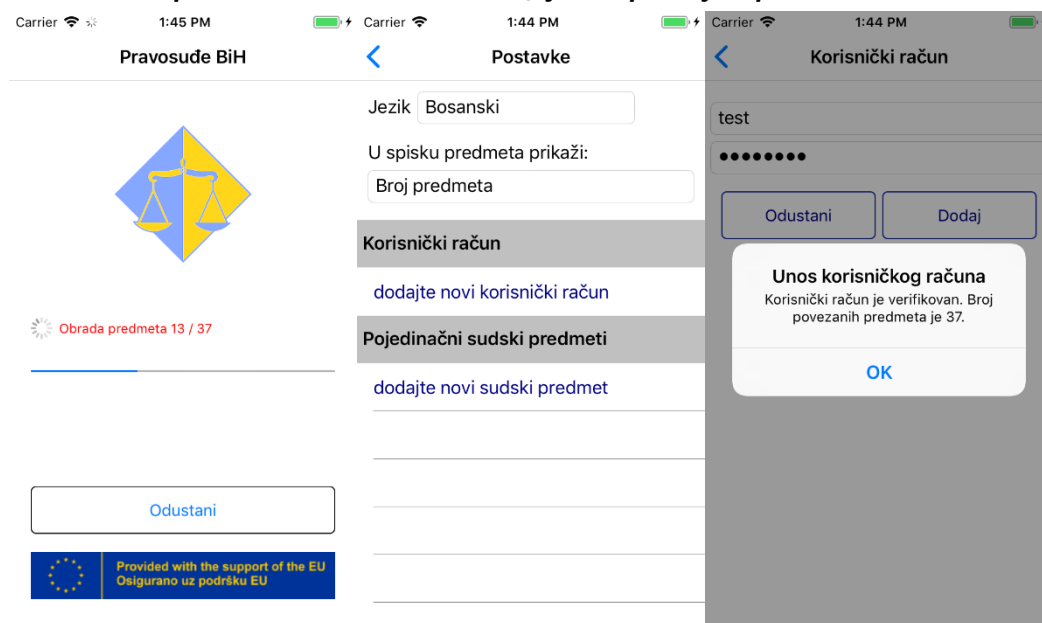 Carrier
1:45 PM
Pravosuđe BiH
Obrada predmeta 13 / 37
Odustani
Provided with the support of the EU
Osigurano uz podršku EU
Carrier
1:44 PM
Postavke
Jezik Bosanski
U spisku predmeta prikaži:
Broj predmeta
Korisnički račun
dodajte novi korisnički račun
Pojedinačni sudski predmeti
dodajte novi sudski predmet
Carrier
1:44 PM
Korisnički račun
test
••••••••
Odustani
Dodaj
Unos korisničkog računa
Korisnički račun je verifikovan. Broj
povezanih predmeta je 37.
OK